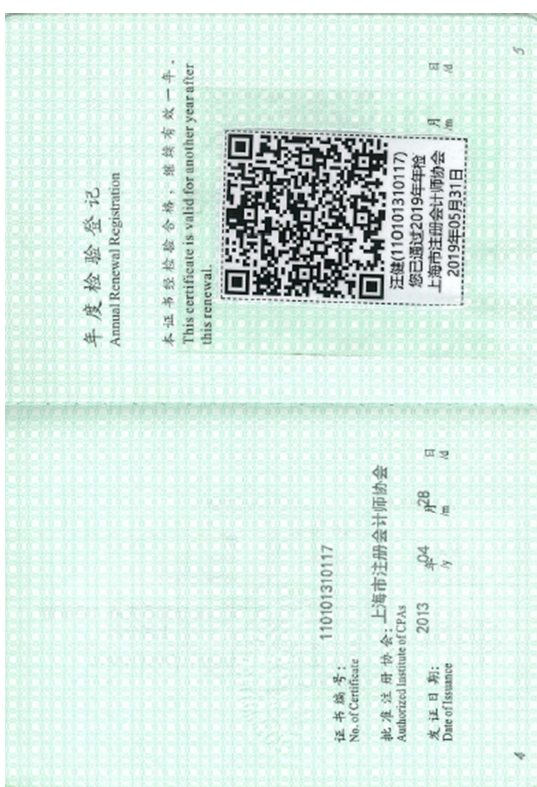 证书编号： 110101310117
No. of Certificate
批准注册协会：上海市注册会计师协会
Authorized Institute of CPAs
发证日期： 2013 年04 月28 日
Date of Issuance /y /m /d
4
年度检验登记
Annual Renewal Registration
本证书经检验合格，继续有效一年。
This certificate is valid for another year after
this renewal.
汪健(110101310117)
您已通过2019年年检
上海市注册会计师协会
2019年05月31日
月 日
/m /d
5